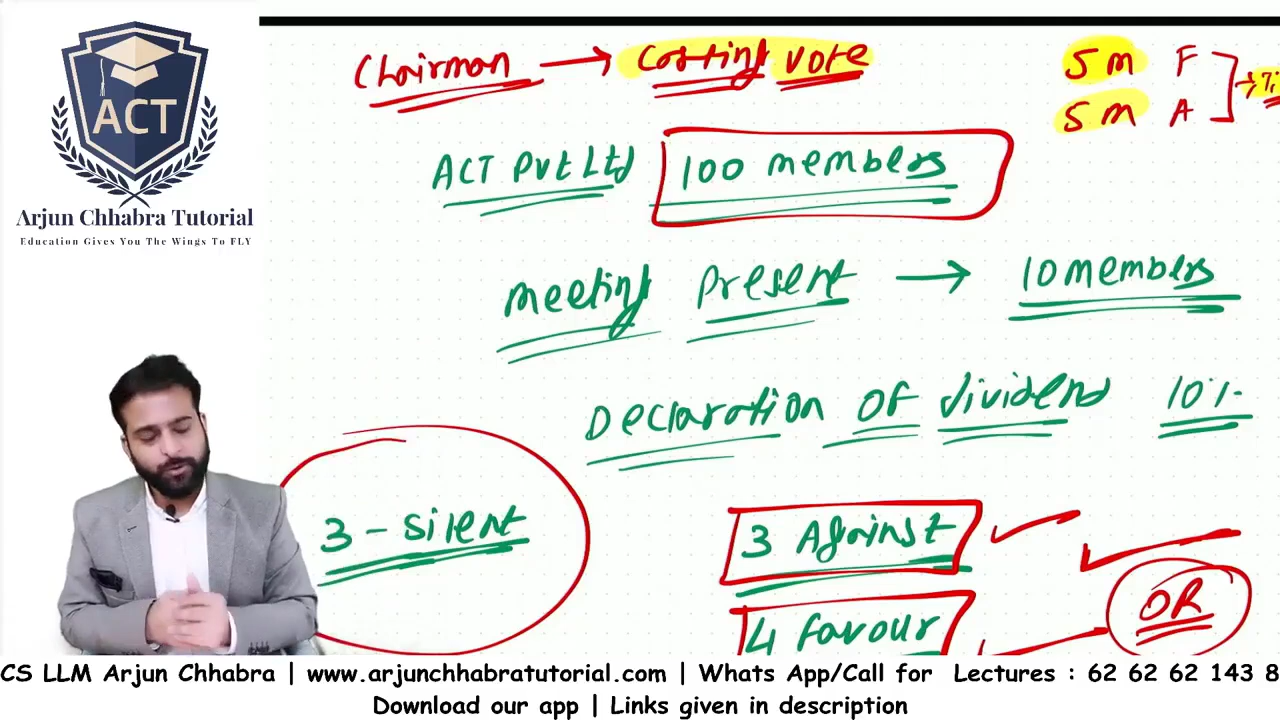 ACT
Arjun Chhabra Tutorial
Education Gives You The Wings To FLY
Chairman → Casting vote
5 m F
5 m A
ACT Pvt Ltd 100 members
meeting Present → 10 members
Declaration OF dividend 10%
3 - Silent
3 Against
4 favour
OR
CS LLM Arjun Chhabra | www.arjunchhabratutorial.com | Whats App/Call for Lectures : 62 62 62 143 8
Download our app | Links given in description